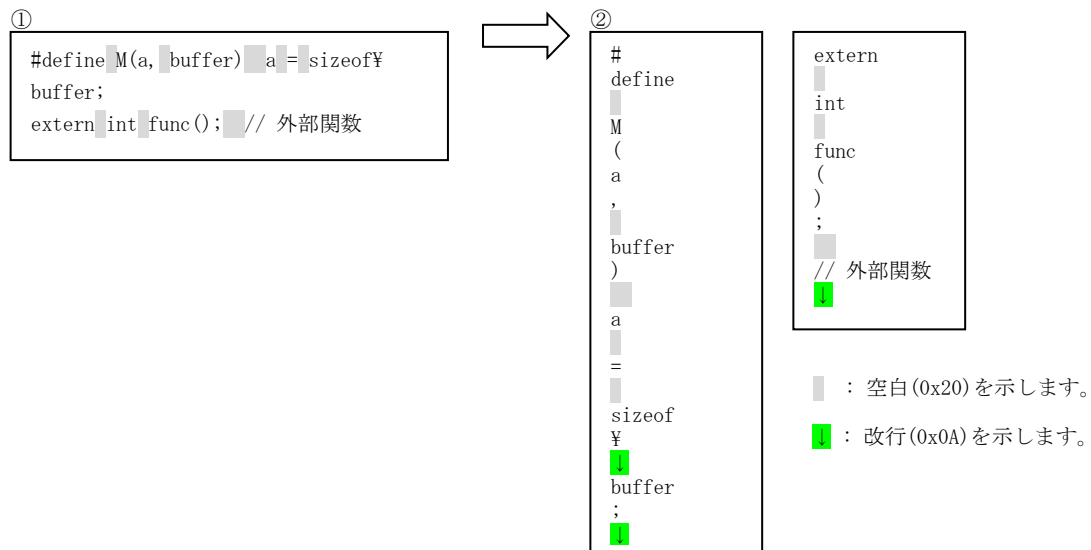 ①
#define M(a, buffer)  a = sizeof¥
buffer;
extern int func();  // 外部関数
②
#
define
M
(
a
,
buffer
)
a
=
sizeof
¥
↓
buffer
;
↓
extern
int
func
(
)
;
// 外部関数
↓
: 空白(0x20)を示します。
↓ : 改行(0x0A)を示します。